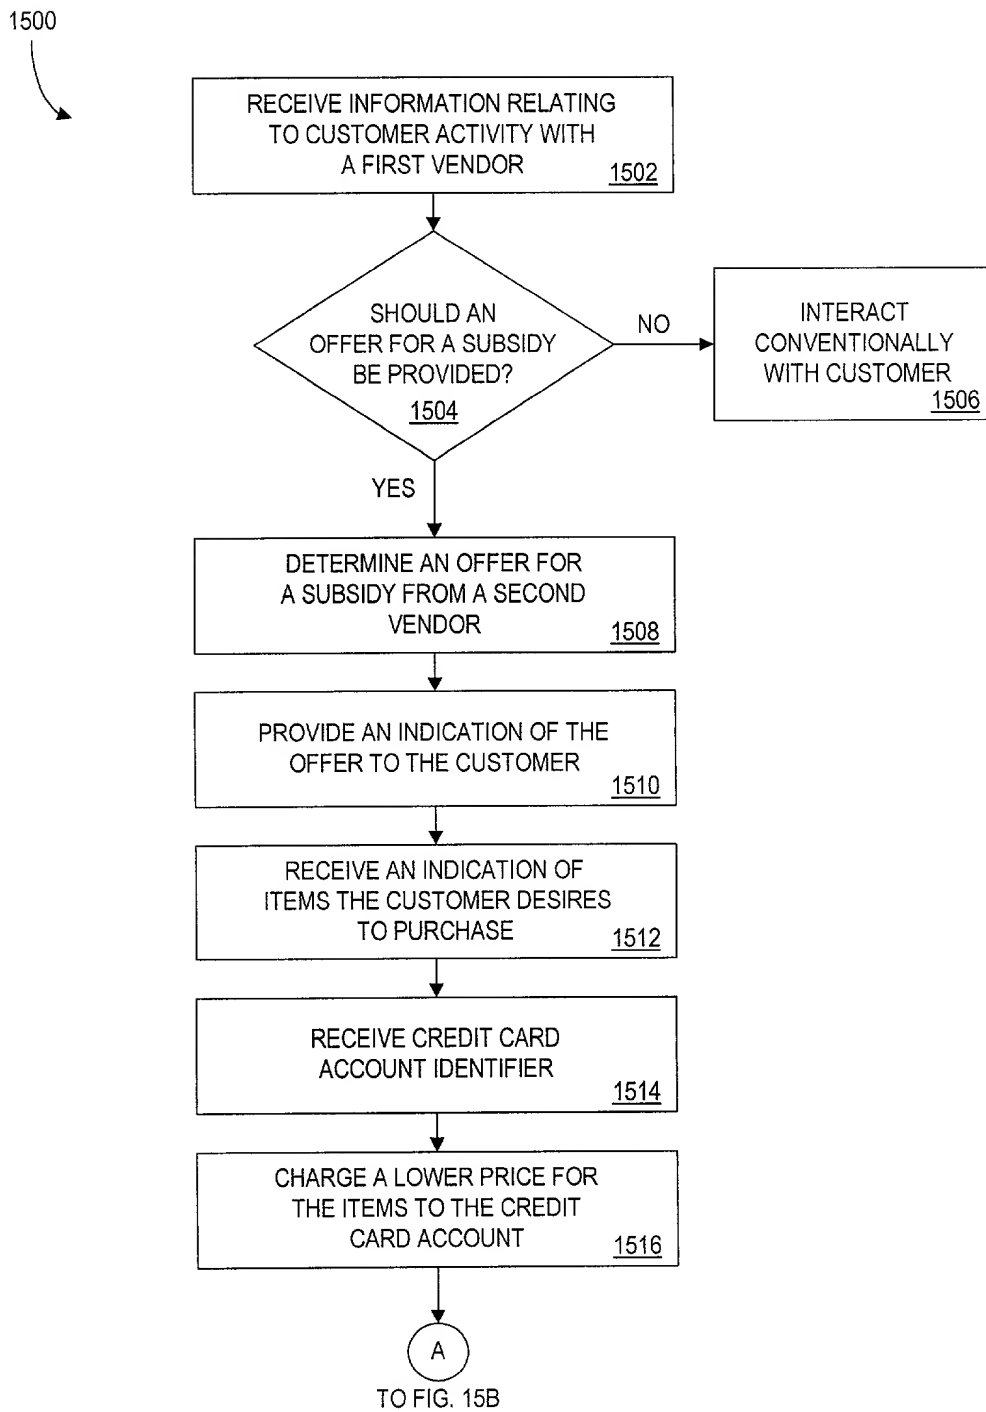 1500
RECEIVE INFORMATION RELATING
TO CUSTOMER ACTIVITY WITH
A FIRST VENDOR
1502
SHOULD AN
OFFER FOR A SUBSIDY
BE PROVIDED?
1504
NO
INTERACT
CONVENTIONALLY
WITH CUSTOMER
1506
YES
DETERMINE AN OFFER FOR
A SUBSIDY FROM A SECOND
VENDOR
1508
PROVIDE AN INDICATION OF THE
OFFER TO THE CUSTOMER
1510
RECEIVE AN INDICATION OF
ITEMS THE CUSTOMER DESIRES
TO PURCHASE
1512
RECEIVE CREDIT CARD
ACCOUNT IDENTIFIER
1514
CHARGE A LOWER PRICE FOR
THE ITEMS TO THE CREDIT
CARD ACCOUNT
1516
A
TO FIG. 15B